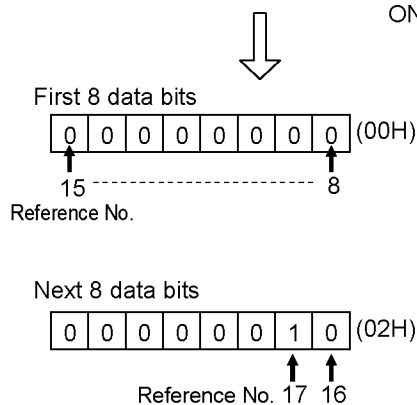 ON
First 8 data bits
0 0 0 0 0 0 0 0 (00H)
15 8
Reference No.
Next 8 data bits
0 0 0 0 0 0 1 0 (02H)
Reference No. 17 16